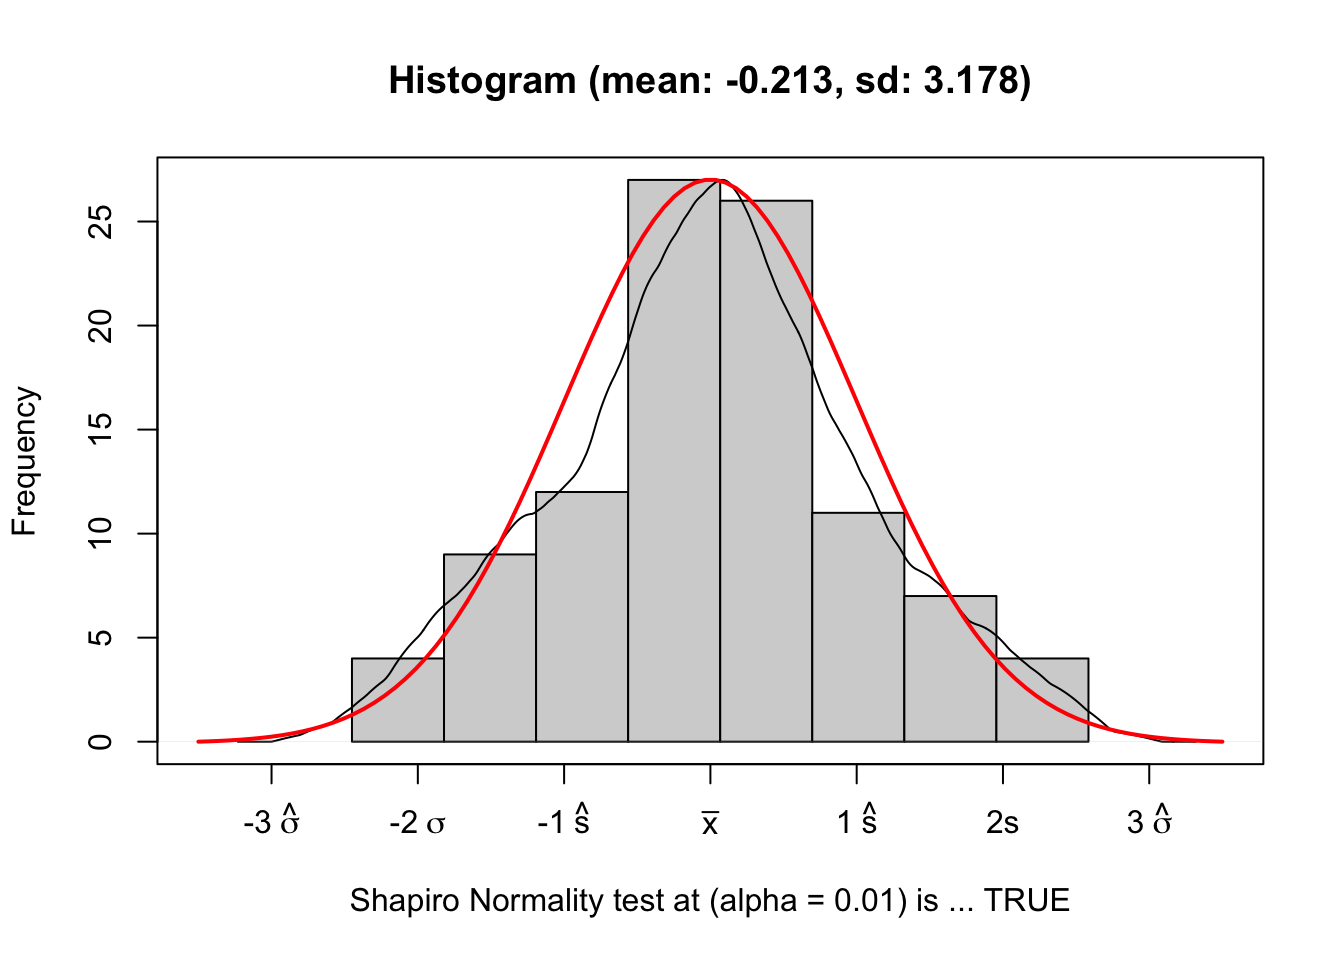 Histogram (mean: -0.213, sd: 3.178)
Frequency
25
20
15
10
5
0
-3 σ̂ -2 σ -1 ŝ x̅ 1 ŝ 2s 3 σ̂
Shapiro Normality test at (alpha = 0.01) is ... TRUE